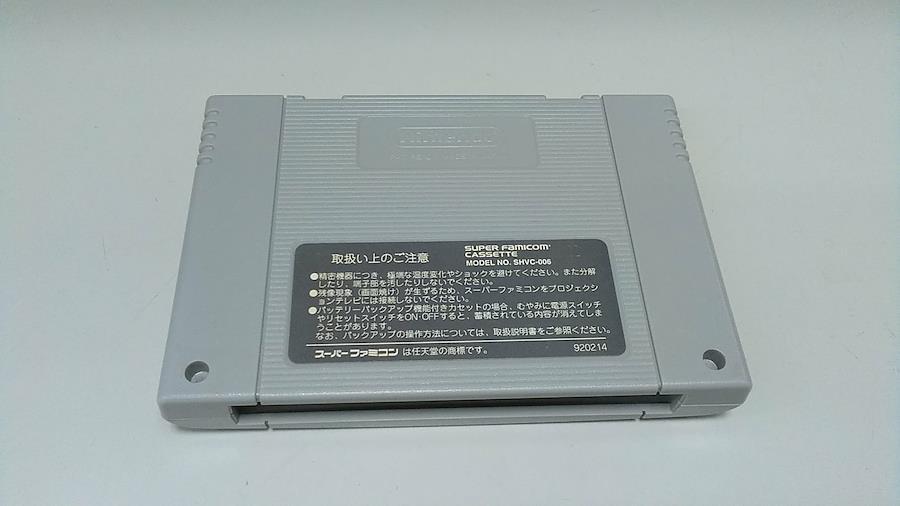 Nintendo
取扱い上のご注意
SUPER FAMICOM
CASSETTE
MODEL NO. SHVC-006
●精密機器につき、極端な温度変化やショックを避けてください。また分解
したり、端子部を汚したりしないでください。
●残像現象(画面焼け)が生ずるため、スーパーファミコンをプロジェクシ
ョンテレビには接続しないでください。
●バッテリーバックアップ機能付きカセットの場合、むやみに電源スイッチ
やリセットスイッチをON・OFFすると、蓄積されている内容が消えてしま
うことがあります。
なお、バックアップの操作方法については、取扱説明書をご参照ください。
スーパーファミコンは任天堂の商標です。
920214